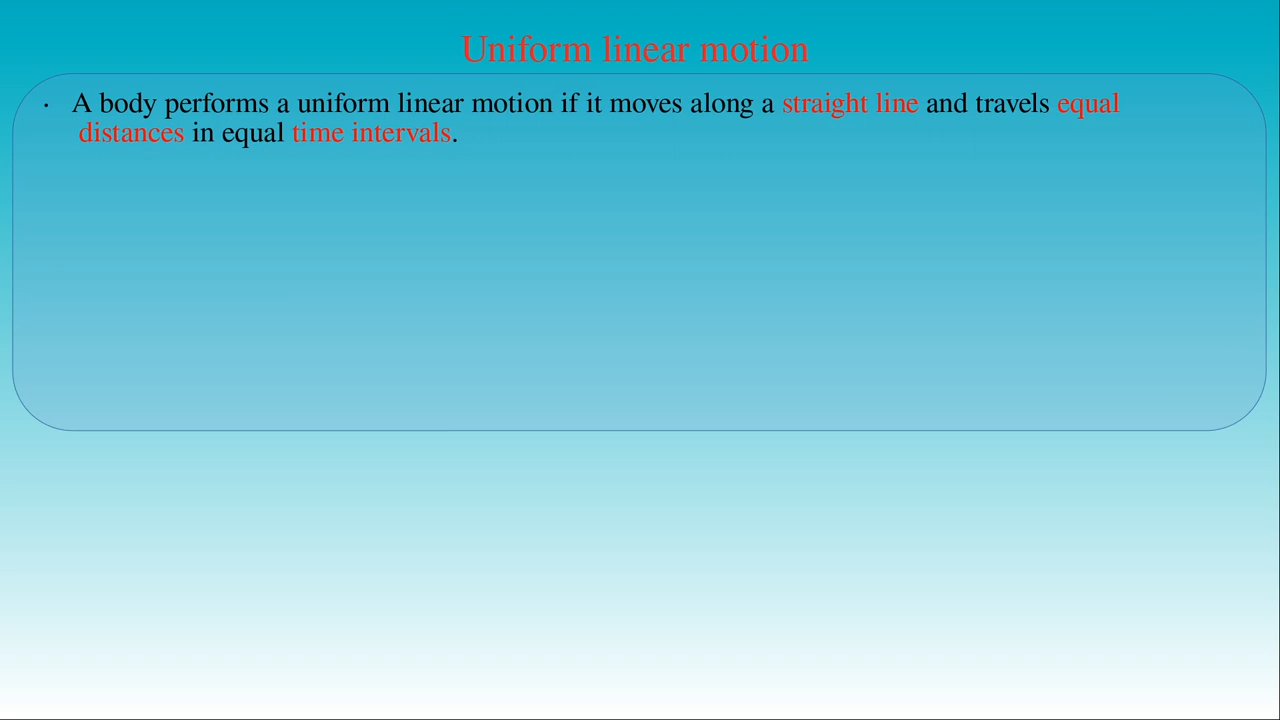 Uniform linear motion
· A body performs a uniform linear motion if it moves along a straight line and travels equal
distances in equal time intervals.